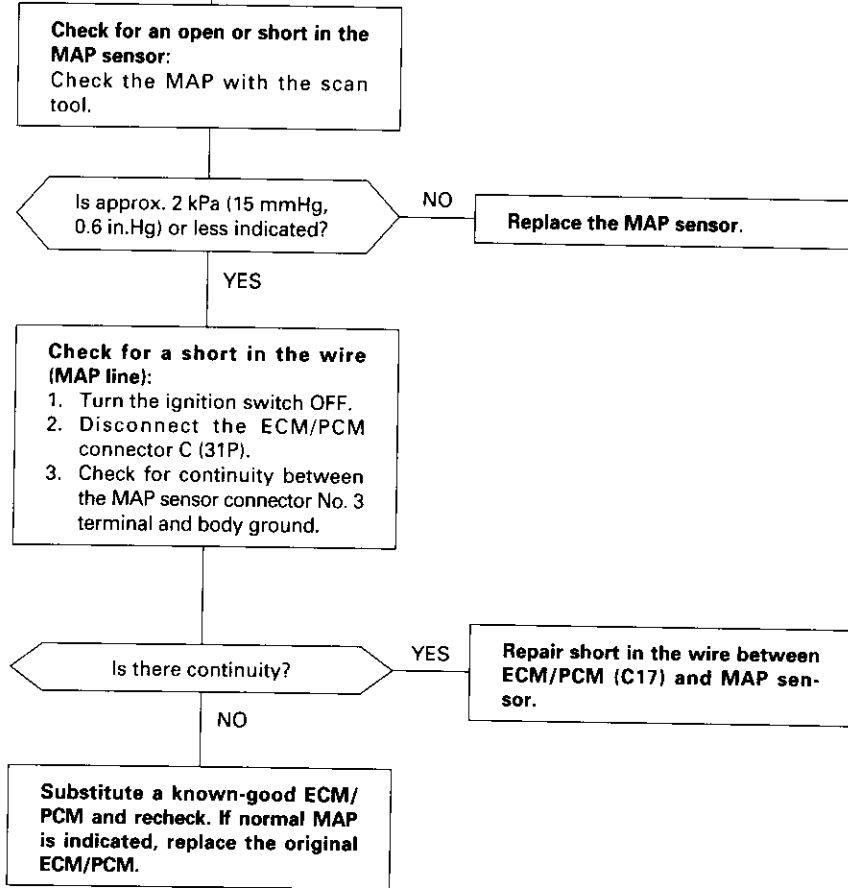 Check for an open or short in the
MAP sensor:
Check the MAP with the scan
tool.
Is approx. 2 kPa (15 mmHg,
0.6 in.Hg) or less indicated?
NO
Replace the MAP sensor.
YES
Check for a short in the wire
(MAP line):
1. Turn the ignition switch OFF.
2. Disconnect the ECM/PCM
connector C (31P).
3. Check for continuity between
the MAP sensor connector No. 3
terminal and body ground.
Is there continuity?
YES
Repair short in the wire between
ECM/PCM (C17) and MAP sen-
sor.
NO
Substitute a known-good ECM/
PCM and recheck. If normal MAP
is indicated, replace the original
ECM/PCM.